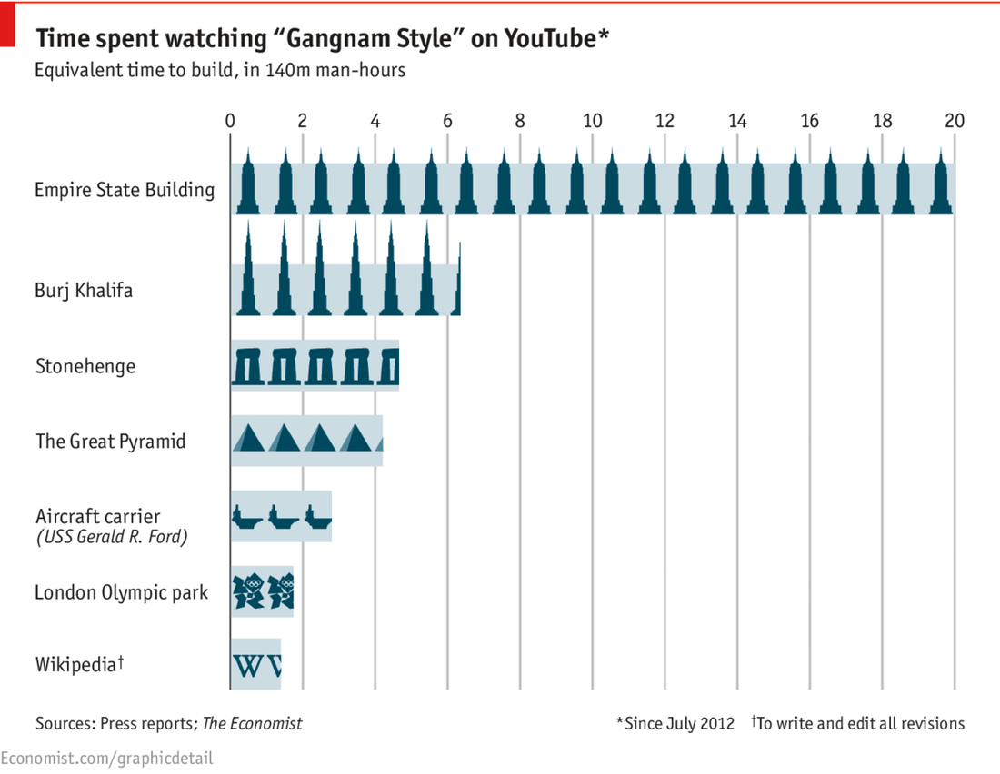 Time spent watching “Gangnam Style” on YouTube*
Equivalent time to build, in 140m man-hours
0 2 4 6 8 10 12 14 16 18 20
Empire State Building
Burj Khalifa
Stonehenge
The Great Pyramid
Aircraft carrier
(USS Gerald R. Ford)
London Olympic park
Wikipedia†
W W
Sources: Press reports; The Economist
*Since July 2012 †To write and edit all revisions
Economist.com/graphicdetail